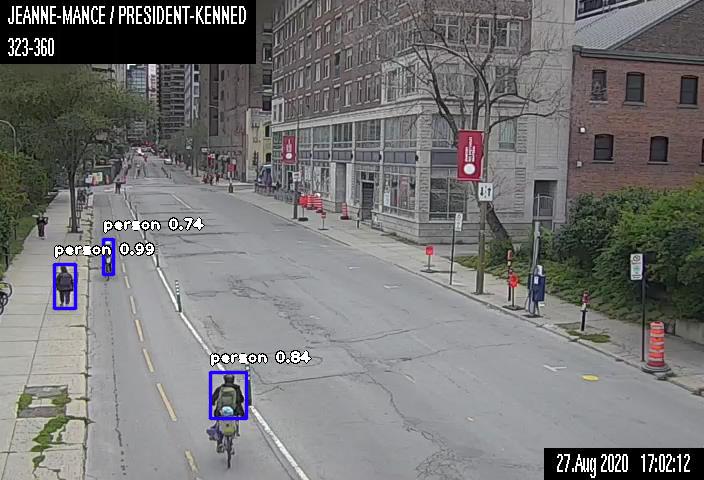 JEANNE-MANCE / PRESIDENT-KENNED
323-360
person 0.74
person 0.99
person 0.84
27.Aug 2020 17:02:12